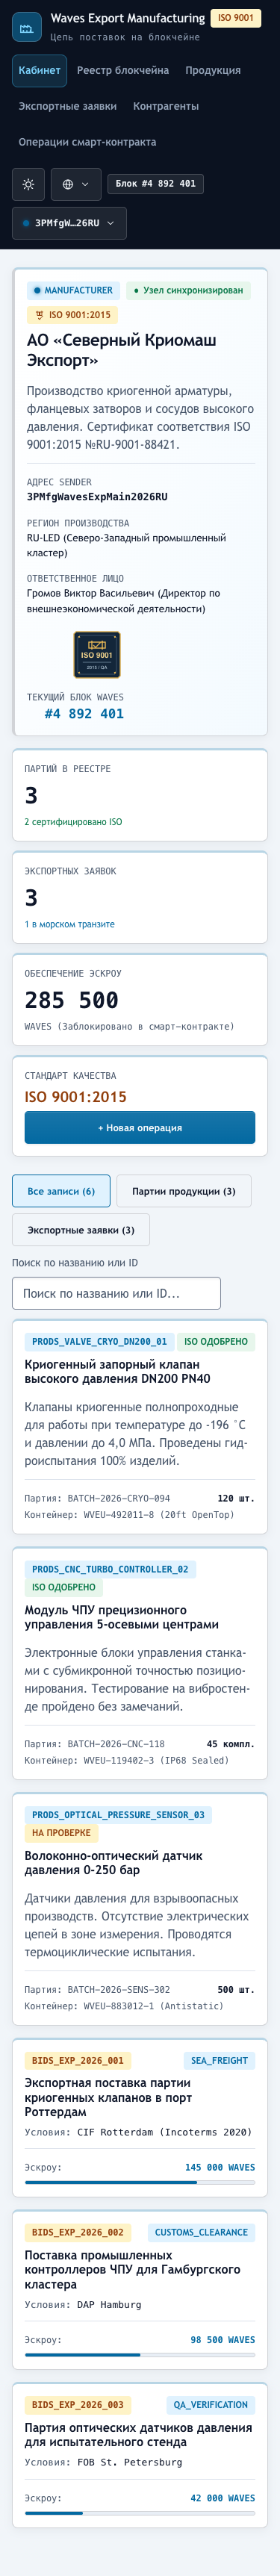 Waves Export Manufacturing
ISO 9001
Цепь поставок на блокчейне
Кабинет
Реестр блокчейна
Продукция
Экспортные заявки
Контрагенты
Операции смарт-контракта
Блок #4 892 401
3PMfgW…26RU
MANUFACTURER
Узел синхронизирован
ISO 9001:2015
АО «Северный Криомаш
Экспорт»
Производство криогенной арматуры,
фланцевых затворов и сосудов высокого
давления. Сертификат соответствия ISO
9001:2015 №RU-9001-88421.
АДРЕС SENDER
3PMfgWavesExpMain2026RU
РЕГИОН ПРОИЗВОДСТВА
RU-LED (Северо-Западный промышленный
кластер)
ОТВЕТСТВЕННОЕ ЛИЦО
Громов Виктор Васильевич (Директор по
внешнеэкономической деятельности)
ISO 9001
2015 / QA
ТЕКУЩИЙ БЛОК WAVES
#4 892 401
ПАРТИЙ В РЕЕСТРЕ
3
2 сертифицировано ISO
ЭКСПОРТНЫХ ЗАЯВОК
3
1 в морском транзите
ОБЕСПЕЧЕНИЕ ЭСКРОУ
285 500
WAVES (Заблокировано в смарт-контракте)
СТАНДАРТ КАЧЕСТВА
ISO 9001:2015
+ Новая операция
Все записи (6)
Партии продукции (3)
Экспортные заявки (3)
Поиск по названию или ID
Поиск по названию или ID...
PRODS_VALVE_CRYO_DN200_01
ISO ОДОБРЕНО
Криогенный запорный клапан
высокого давления DN200 PN40
Клапаны криогенные полнопроходные
для работы при температуре до -196 °C
и давлении до 4,0 МПа. Проведены гид-
роиспытания 100% изделий.
Партия: BATCH-2026-CRYO-094
120 шт.
Контейнер: WVEU-492011-8 (20ft OpenTop)
PRODS_CNC_TURBO_CONTROLLER_02
ISO ОДОБРЕНО
Модуль ЧПУ прецизионного
управления 5-осевыми центрами
Электронные блоки управления станка-
ми с субмикронной точностью позицио-
нирования. Тестирование на вибростен-
де пройдено без замечаний.
Партия: BATCH-2026-CNC-118
45 компл.
Контейнер: WVEU-119402-3 (IP68 Sealed)
PRODS_OPTICAL_PRESSURE_SENSOR_03
НА ПРОВЕРКЕ
Волоконно-оптический датчик
давления 0-250 бар
Датчики давления для взрывоопасных
производств. Отсутствие электрических
цепей в зоне измерения. Проводятся
термоциклические испытания.
Партия: BATCH-2026-SENS-302
500 шт.
Контейнер: WVEU-883012-1 (Antistatic)
BIDS_EXP_2026_001
SEA_FREIGHT
Экспортная поставка партии
криогенных клапанов в порт
Роттердам
Условия: CIF Rotterdam (Incoterms 2020)
Эскроу:
145 000 WAVES
BIDS_EXP_2026_002
CUSTOMS_CLEARANCE
Поставка промышленных
контроллеров ЧПУ для Гамбургского
кластера
Условия: DAP Hamburg
Эскроу:
98 500 WAVES
BIDS_EXP_2026_003
QA_VERIFICATION
Партия оптических датчиков давления
для испытательного стенда
Условия: FOB St. Petersburg
Эскроу:
42 000 WAVES